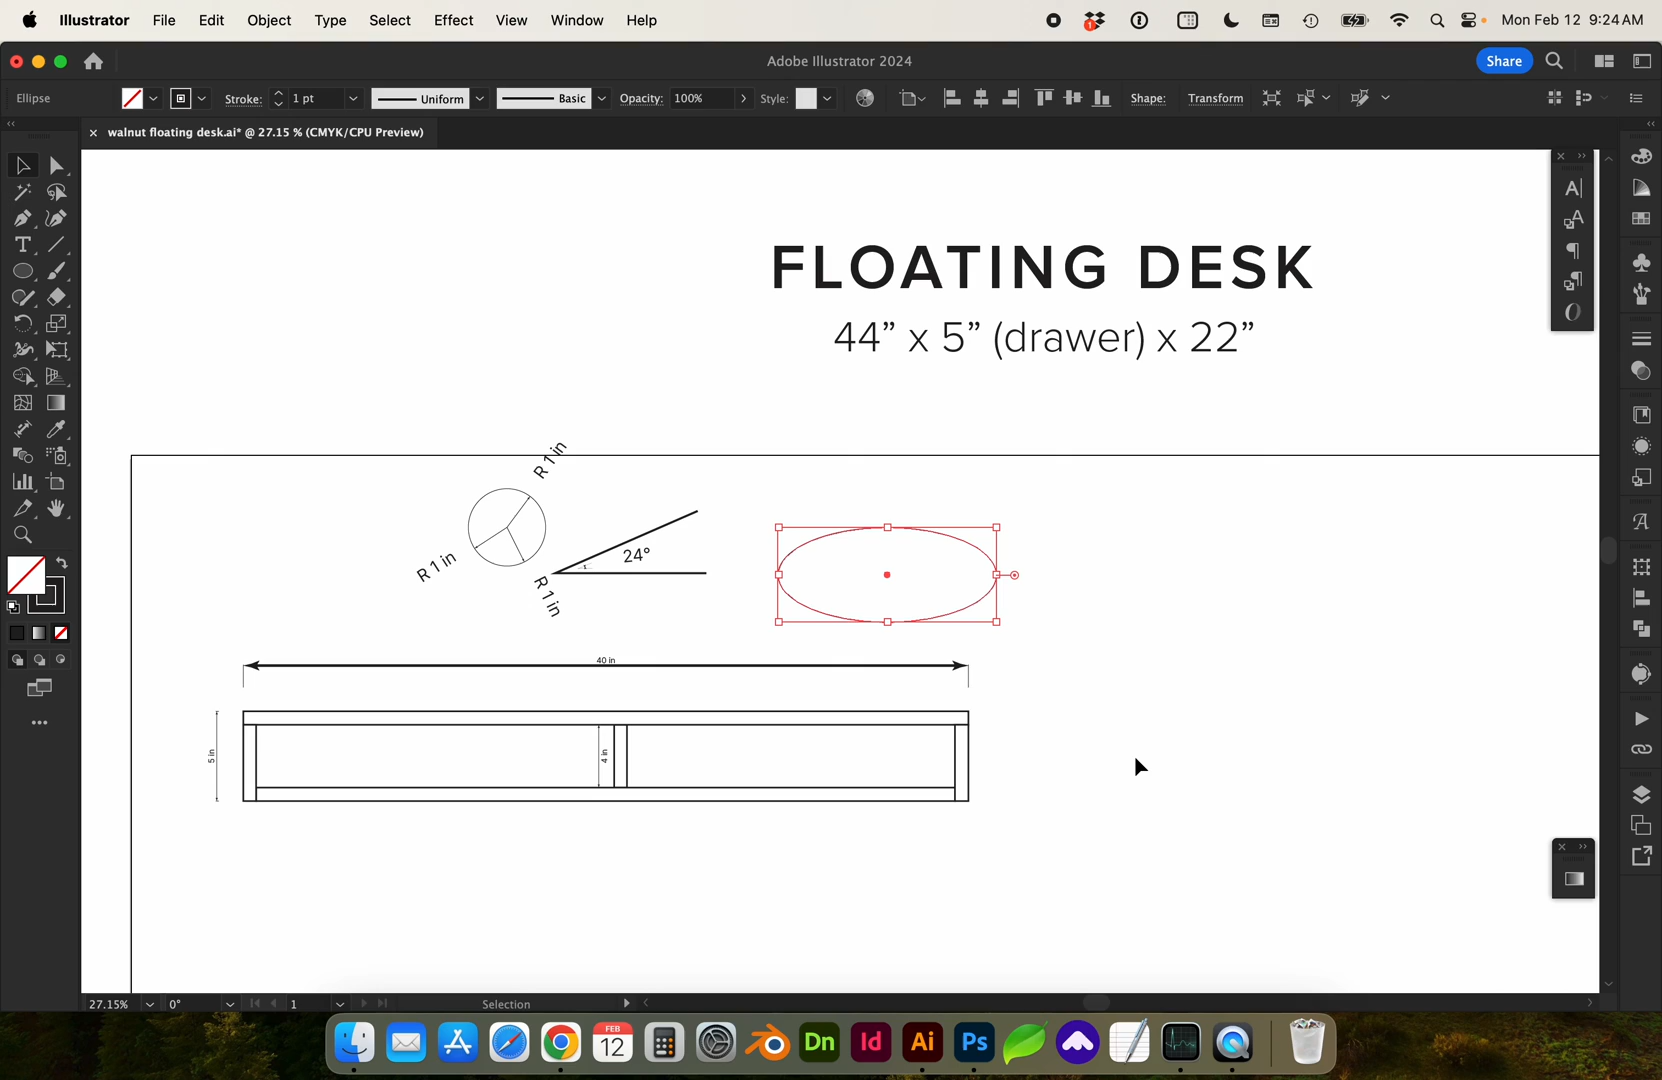 Illustrator File Edit Object Type Select Effect View Window Help
1
Mon Feb 12 9:24 AM
Adobe Illustrator 2024
Share
Ellipse
Stroke:
1 pt
Uniform
Basic
Opacity:
100%
Style:
Shape:
Transform
walnut floating desk.ai* @ 27.15 % (CMYK/CPU Preview)
FLOATING DESK
44” x 5” (drawer) x 22”
R 1 in
R 1 in
R 1 in
24°
40 in
5 in
4 in
27.15%
0°
1
Selection
FEB
12
Dn
Id
Ai
Ps